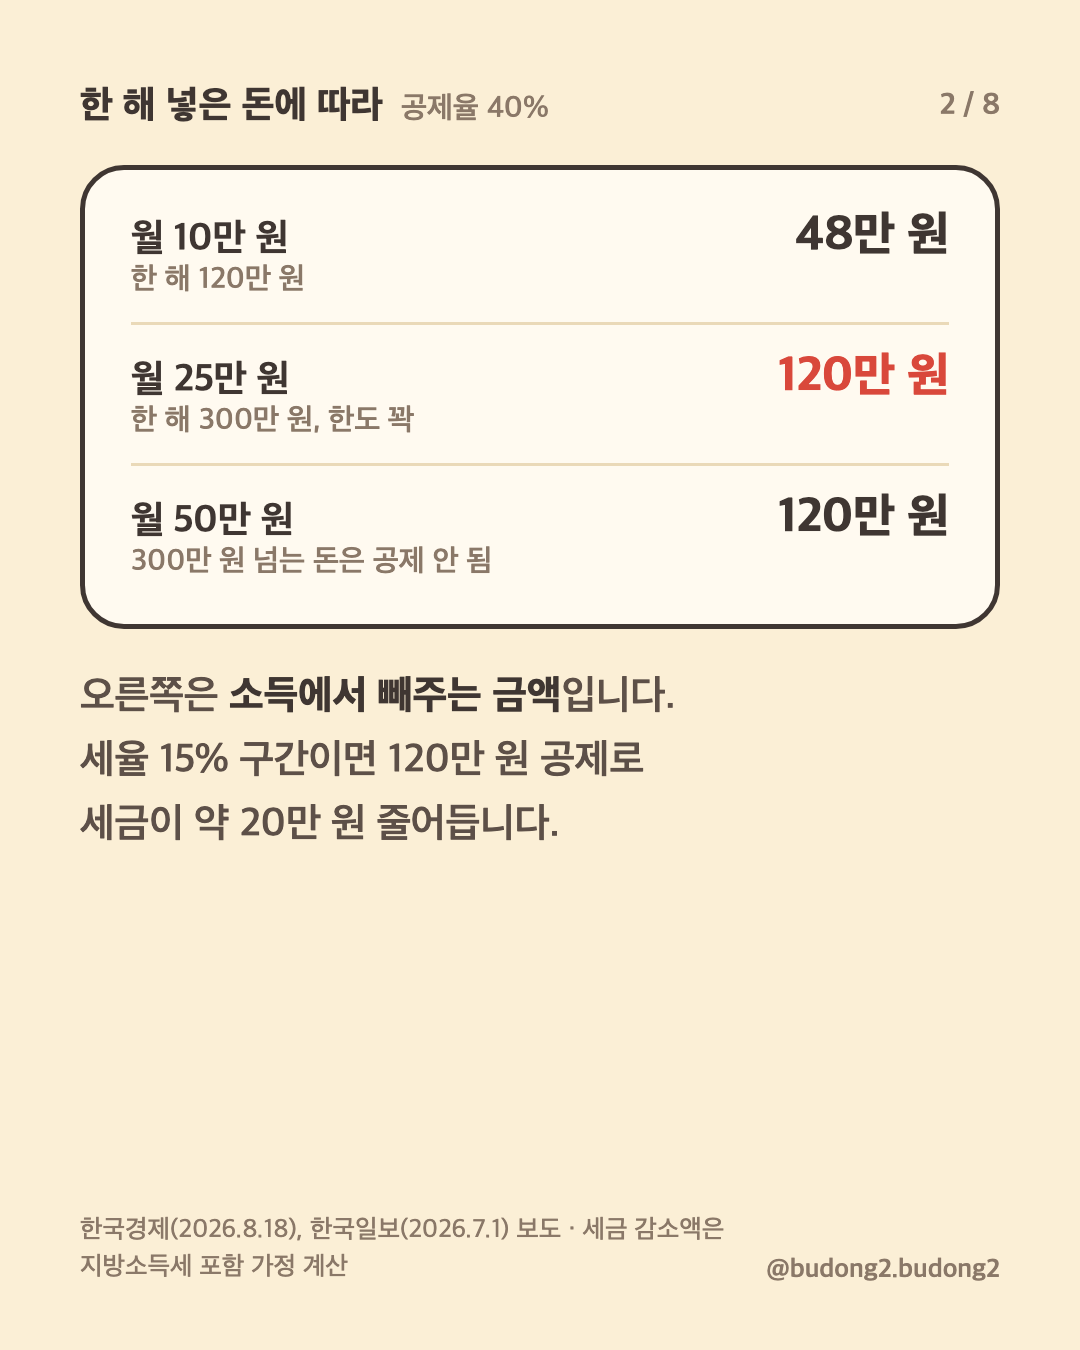 한 해 넣은 돈에 따라 공제율 40%
2 / 8
월 10만 원
48만 원
한 해 120만 원
월 25만 원
120만 원
한 해 300만 원, 한도 꽉
월 50만 원
120만 원
300만 원 넘는 돈은 공제 안 됨
오른쪽은 소득에서 빼주는 금액입니다.
세율 15% 구간이면 120만 원 공제로
세금이 약 20만 원 줄어듭니다.
한국경제(2026.8.18), 한국일보(2026.7.1) 보도 · 세금 감소액은
지방소득세 포함 가정 계산
@budong2.budong2